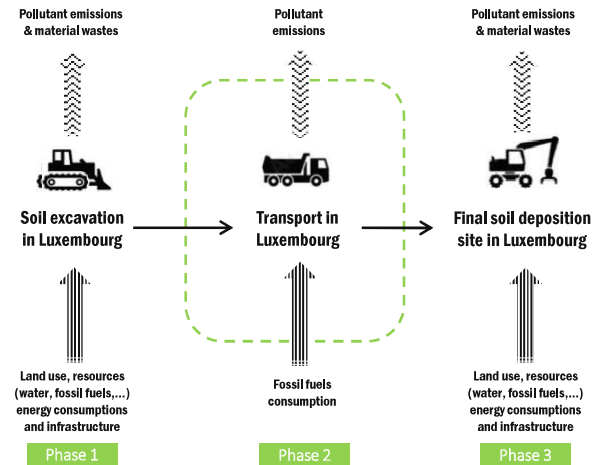 Pollutant emissions
& material wastes
Pollutant
emissions
Pollutant emissions
& material wastes
Soil excavation
in Luxembourg
Transport in
Luxembourg
Final soil deposition
site in Luxembourg
Land use, resources
(water, fossil fuels,...)
energy consumptions
and infrastructure
Fossil fuels
consumption
Land use, resources
(water, fossil fuels,...)
energy consumptions
and infrastructure
Phase 1
Phase 2
Phase 3